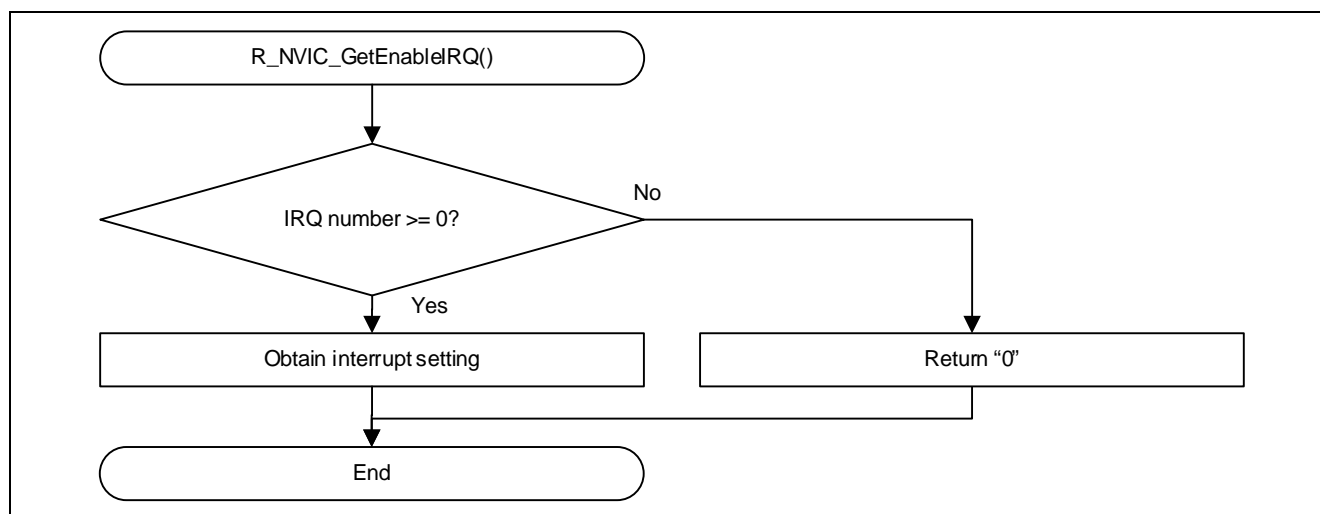 R_NVIC_GetEnableIRQ()
IRQ number >= 0?
No
Yes
Obtain interrupt setting
Return “0”
End